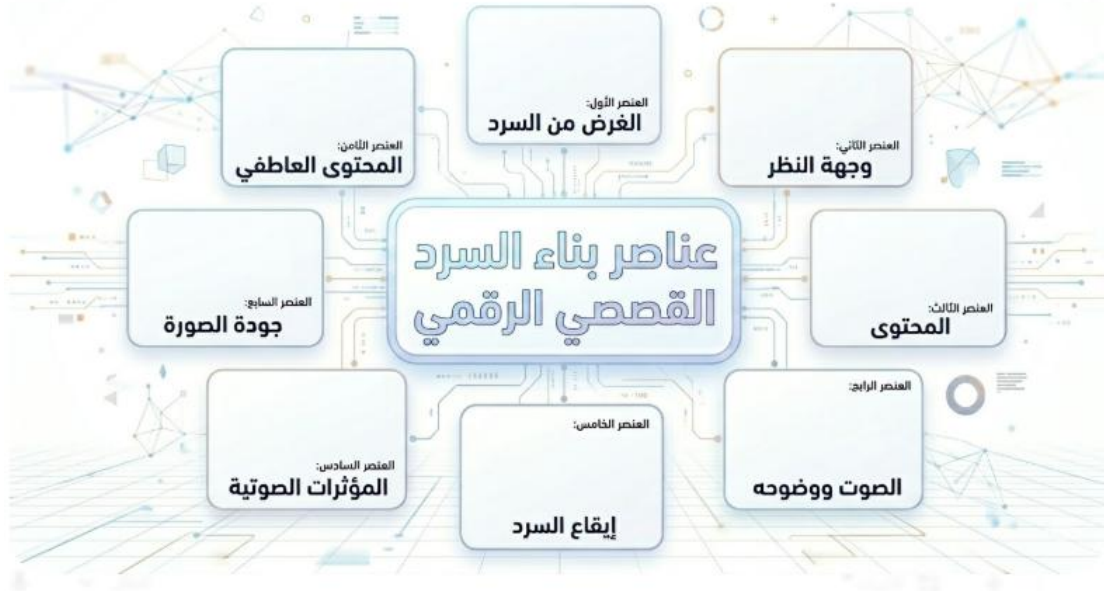 عناصر بناء السرد
القصصي الرقمي
العنصر الأول:
الغرض من السرد
العنصر الثاني:
وجهة النظر
العنصر الثالث:
المحتوى
العنصر الرابع:
الصوت ووضوحه
العنصر الخامس:
إيقاع السرد
العنصر السادس:
المؤثرات الصوتية
العنصر السابع:
جودة الصورة
العنصر الثامن:
المحتوى العاطفي